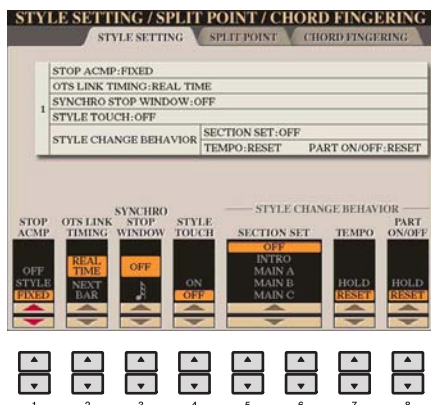 STYLE SETTING / SPLIT POINT / CHORD FINGERING
STYLE SETTING SPLIT POINT CHORD FINGERING
STOP ACMP:FIXED
OTS LINK TIMING:REAL TIME
1
SYNCHRO STOP WINDOW:OFF
STYLE TOUCH:OFF
STYLE CHANGE BEHAVIOR
SECTION SET:OFF
TEMPO:RESET PART ON/OFF:RESET
STYLE CHANGE BEHAVIOR
STOP ACMP
OTS LINK TIMING
SYNCHRO STOP WINDOW
STYLE TOUCH
SECTION SET
TEMPO
PART ON/OFF
OFF
STYLE
FIXED
REAL TIME
NEXT BAR
OFF
ON
OFF
OFF
INTRO
MAIN A
MAIN B
MAIN C
HOLD
RESET
HOLD
RESET
1 2 3 4 5 6 7 8